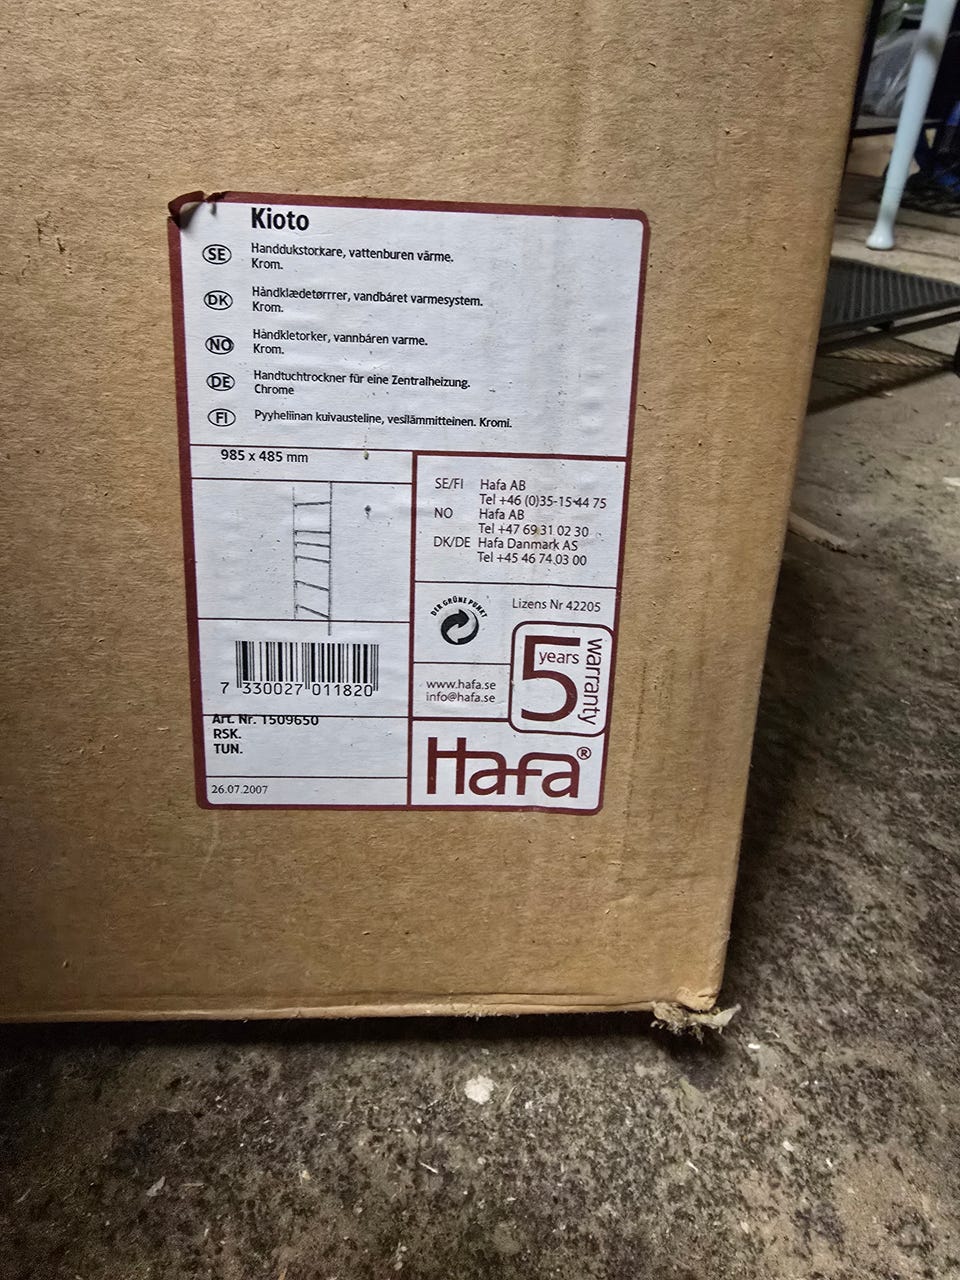 Kioto
SE Handdukstorkare, vattenburen värme.
Krom.
DK Håndklædetørrrer, vandbåret varmesystem.
Krom.
NO Håndkletorker, vannbåren varme.
Krom.
DE Handtuchtrockner für eine Zentralheizung.
Chrome
FI Pyyheliinan kuivausteline, vesilämmitteinen. Kromi.
985 x 485 mm
SE/FI Hafa AB
Tel +46 (0)35-15 44 75
NO Hafa AB
Tel +47 69 31 02 30
DK/DE Hafa Danmark AS
Tel +45 46 74 03 00
DER GRÜNE PUNKT
Lizens Nr 42205
5 years warranty
www.hafa.se
info@hafa.se
7 330027 011820
Art. Nr. 1509650
RSK.
TUN.
26.07.2007
Hafa®